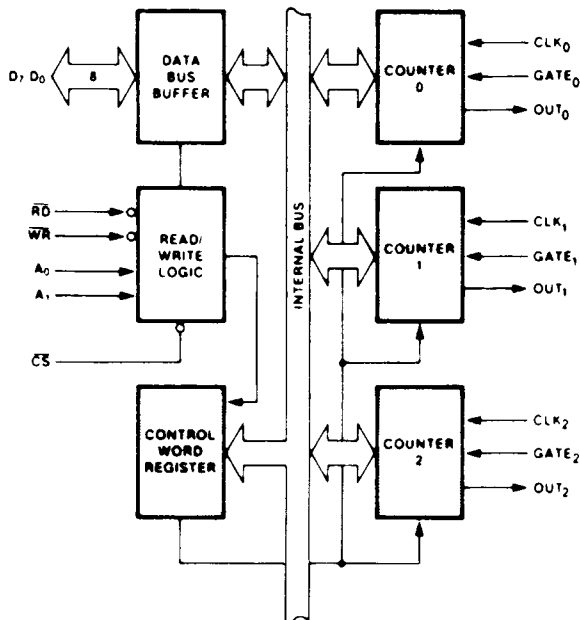 D7 D0
8
DATA
BUS
BUFFER
RD
WR
A0
A1
READ/
WRITE
LOGIC
CS
CONTROL
WORD
REGISTER
INTERNAL BUS
COUNTER
0
CLK0
GATE0
OUT0
COUNTER
1
CLK1
GATE1
OUT1
COUNTER
2
CLK2
GATE2
OUT2